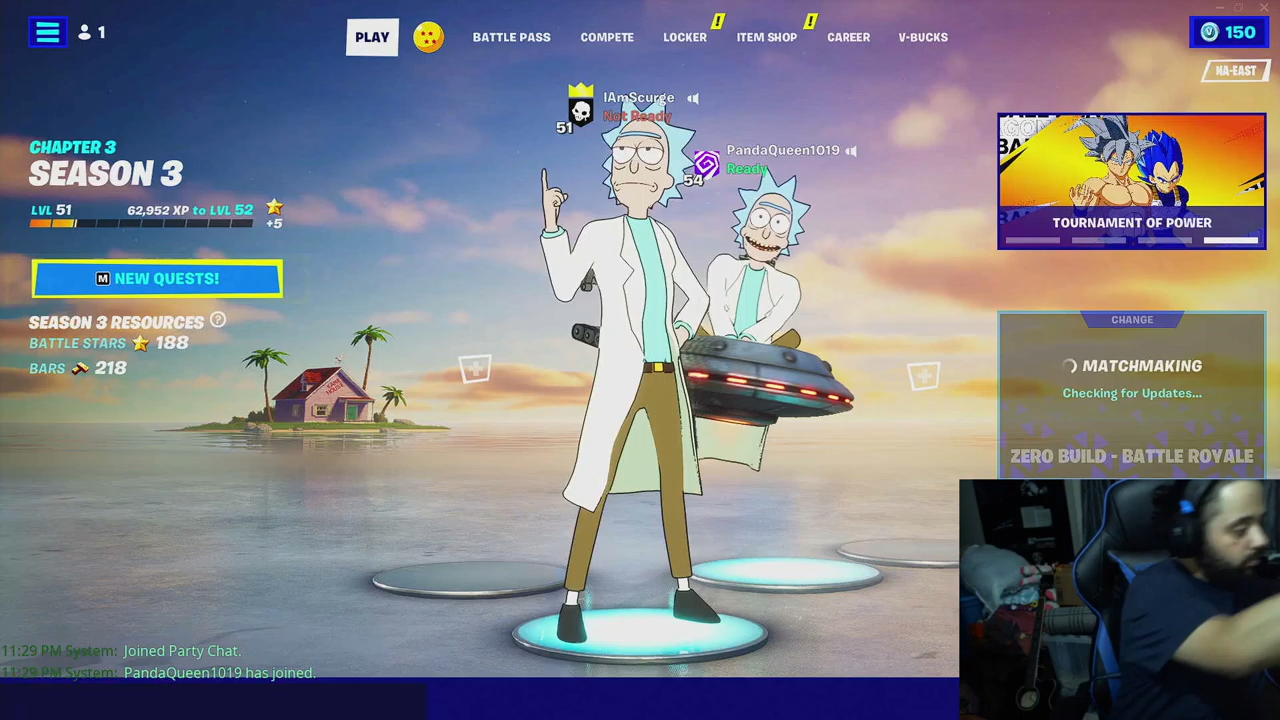 1
PLAY
BATTLE PASS
COMPETE
LOCKER
!
ITEM SHOP
!
CAREER
V-BUCKS
150
NA-EAST
IAmScurge
Not Ready
51
PandaQueen1019
Ready
54
CHAPTER 3
SEASON 3
LVL 51
62,952 XP to LVL 52
+5
M NEW QUESTS!
SEASON 3 RESOURCES ?
BATTLE STARS 188
BARS 218
TOURNAMENT OF POWER
CHANGE
MATCHMAKING
Checking for Updates...
ZERO BUILD - BATTLE ROYALE
11:29 PM System: Joined Party Chat.
11:29 PM System: PandaQueen1019 has joined.